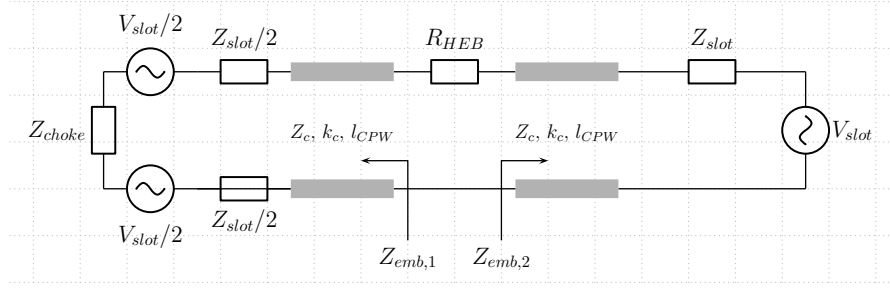 V_{slot}/2
Z_{slot}/2
R_{HEB}
Z_{slot}
Z_{choke}
Z_c, k_c, l_{CPW}
Z_c, k_c, l_{CPW}
V_{slot}
V_{slot}/2
Z_{slot}/2
Z_{emb,1}
Z_{emb,2}